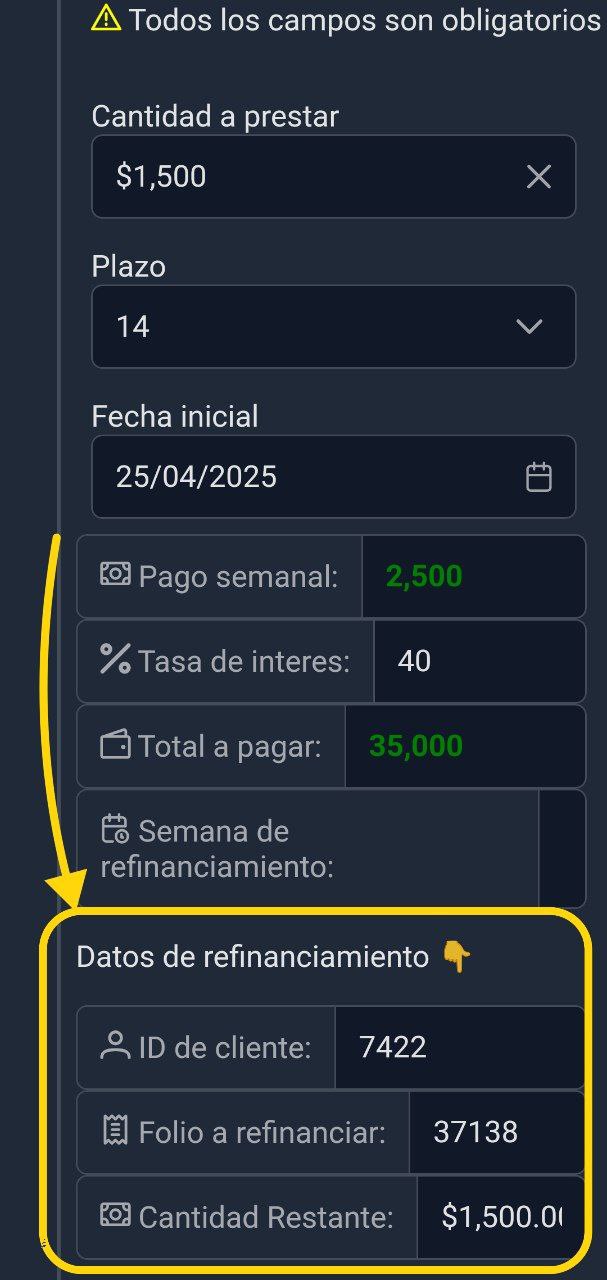 ⚠ Todos los campos son obligatorios
Cantidad a prestar
$1,500
Plazo
14
Fecha inicial
25/04/2025
Pago semanal: 2,500
Tasa de interes: 40
Total a pagar: 35,000
Semana de
refinanciamiento:
Datos de refinanciamiento 👇
ID de cliente: 7422
Folio a refinanciar: 37138
Cantidad Restante: $1,500.0